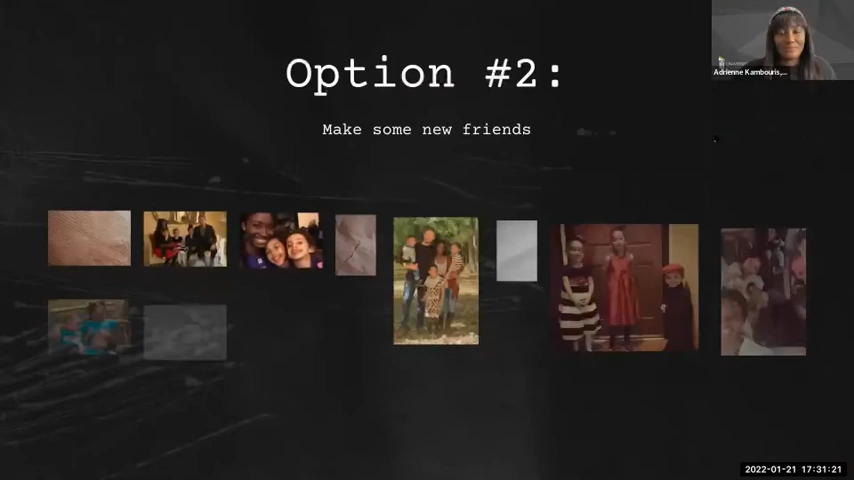 Option #2:
Make some new friends
Adrienne Kambouris,...
2022-01-21 17:31:21